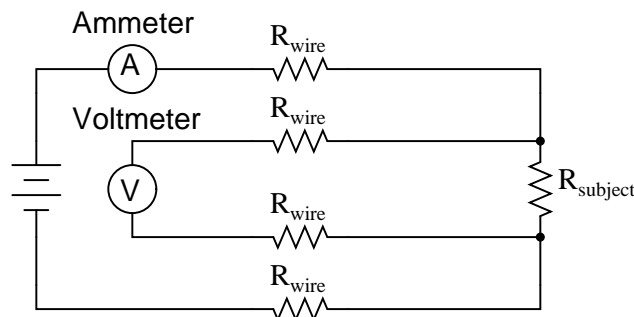 Ammeter
A
R_wire
Voltmeter
R_wire
V
R_subject
R_wire
R_wire